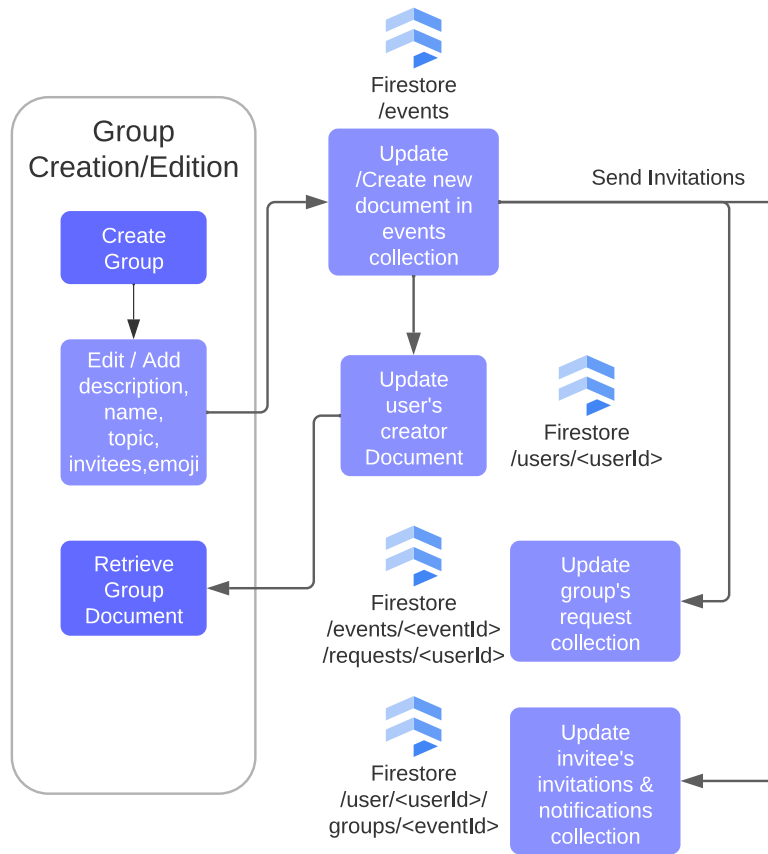 Firestore
/events
Group
Creation/Edition
Update
/Create new
document in
events
collection
Send Invitations
Create
Group
Edit / Add
description,
name,
topic,
invitees,emoji
Update
user's
creator
Document
Firestore
/users/<userId>
Retrieve
Group
Document
Firestore
/events/<eventId>
/requests/<userId>
Update
group's
request
collection
Firestore
/user/<userId>/
groups/<eventId>
Update
invitee's
invitations &
notifications
collection